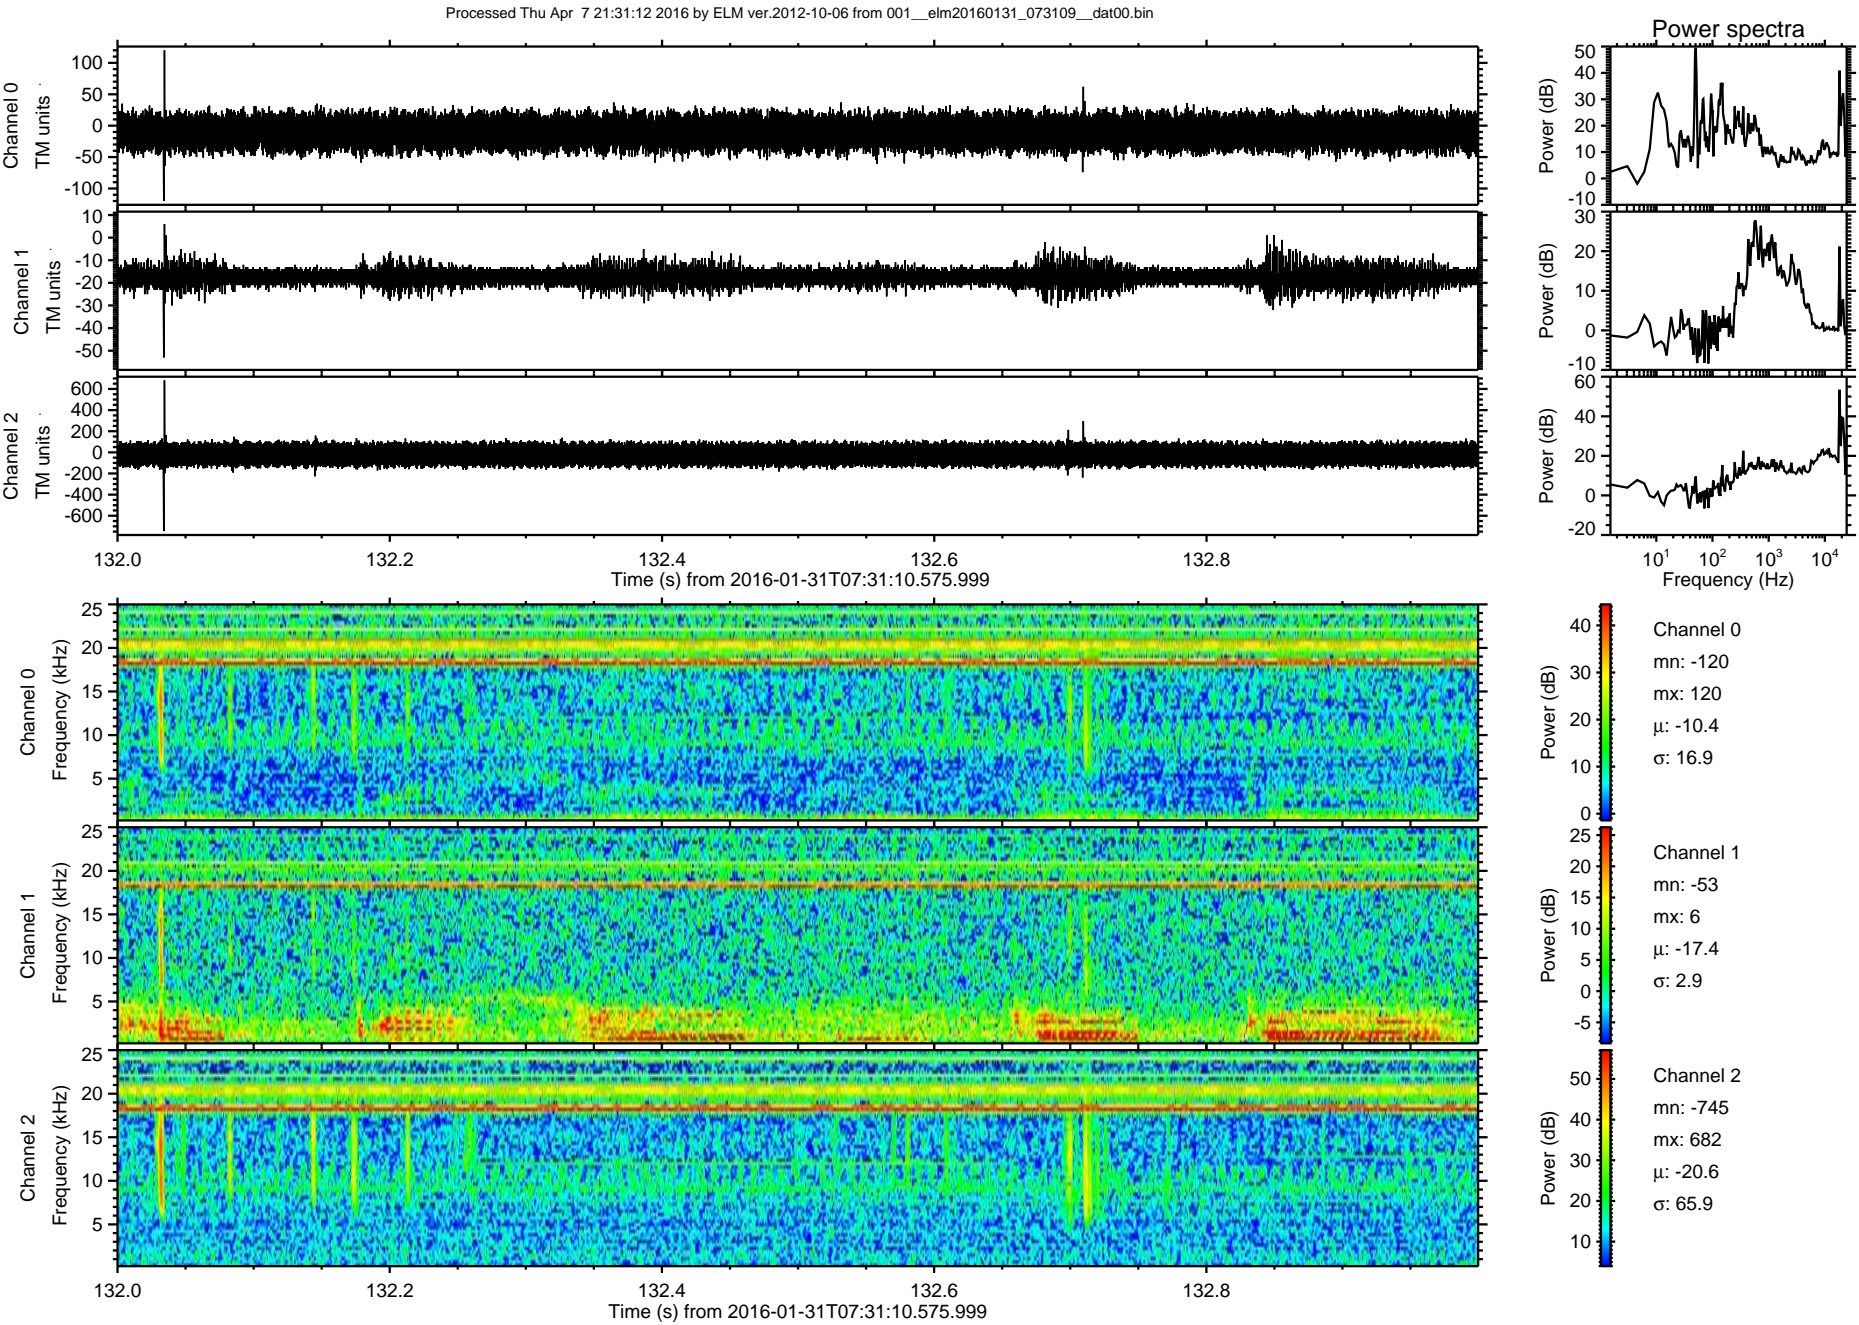 Processed Thu Apr  7 21:31:12 2016 by ELM ver.2012-10-06 from 001__elm20160131_073109__dat00.bin
Power spectra
Channel 0
TM units
100
50
0
-50
-100
Power (dB)
50
40
30
20
10
0
-10
Channel 1
TM units
10
0
-10
-20
-30
-40
-50
Power (dB)
30
20
10
0
-10
Channel 2
TM units
600
400
200
0
-200
-400
-600
Power (dB)
60
40
20
0
-20
132.0 132.2 132.4 132.6 132.8
Time (s) from 2016-01-31T07:31:10.575.999
10^1 10^2 10^3 10^4
Frequency (Hz)
Channel 0
Frequency (kHz)
25
20
15
10
5
Power (dB)
40
30
20
10
0
Channel 0
mn: -120
mx: 120
μ: -10.4
σ: 16.9
Channel 1
Frequency (kHz)
25
20
15
10
5
Power (dB)
25
20
15
10
5
0
-5
Channel 1
mn: -53
mx: 6
μ: -17.4
σ: 2.9
Channel 2
Frequency (kHz)
25
20
15
10
5
Power (dB)
50
40
30
20
10
Channel 2
mn: -745
mx: 682
μ: -20.6
σ: 65.9
132.0 132.2 132.4 132.6 132.8
Time (s) from 2016-01-31T07:31:10.575.999